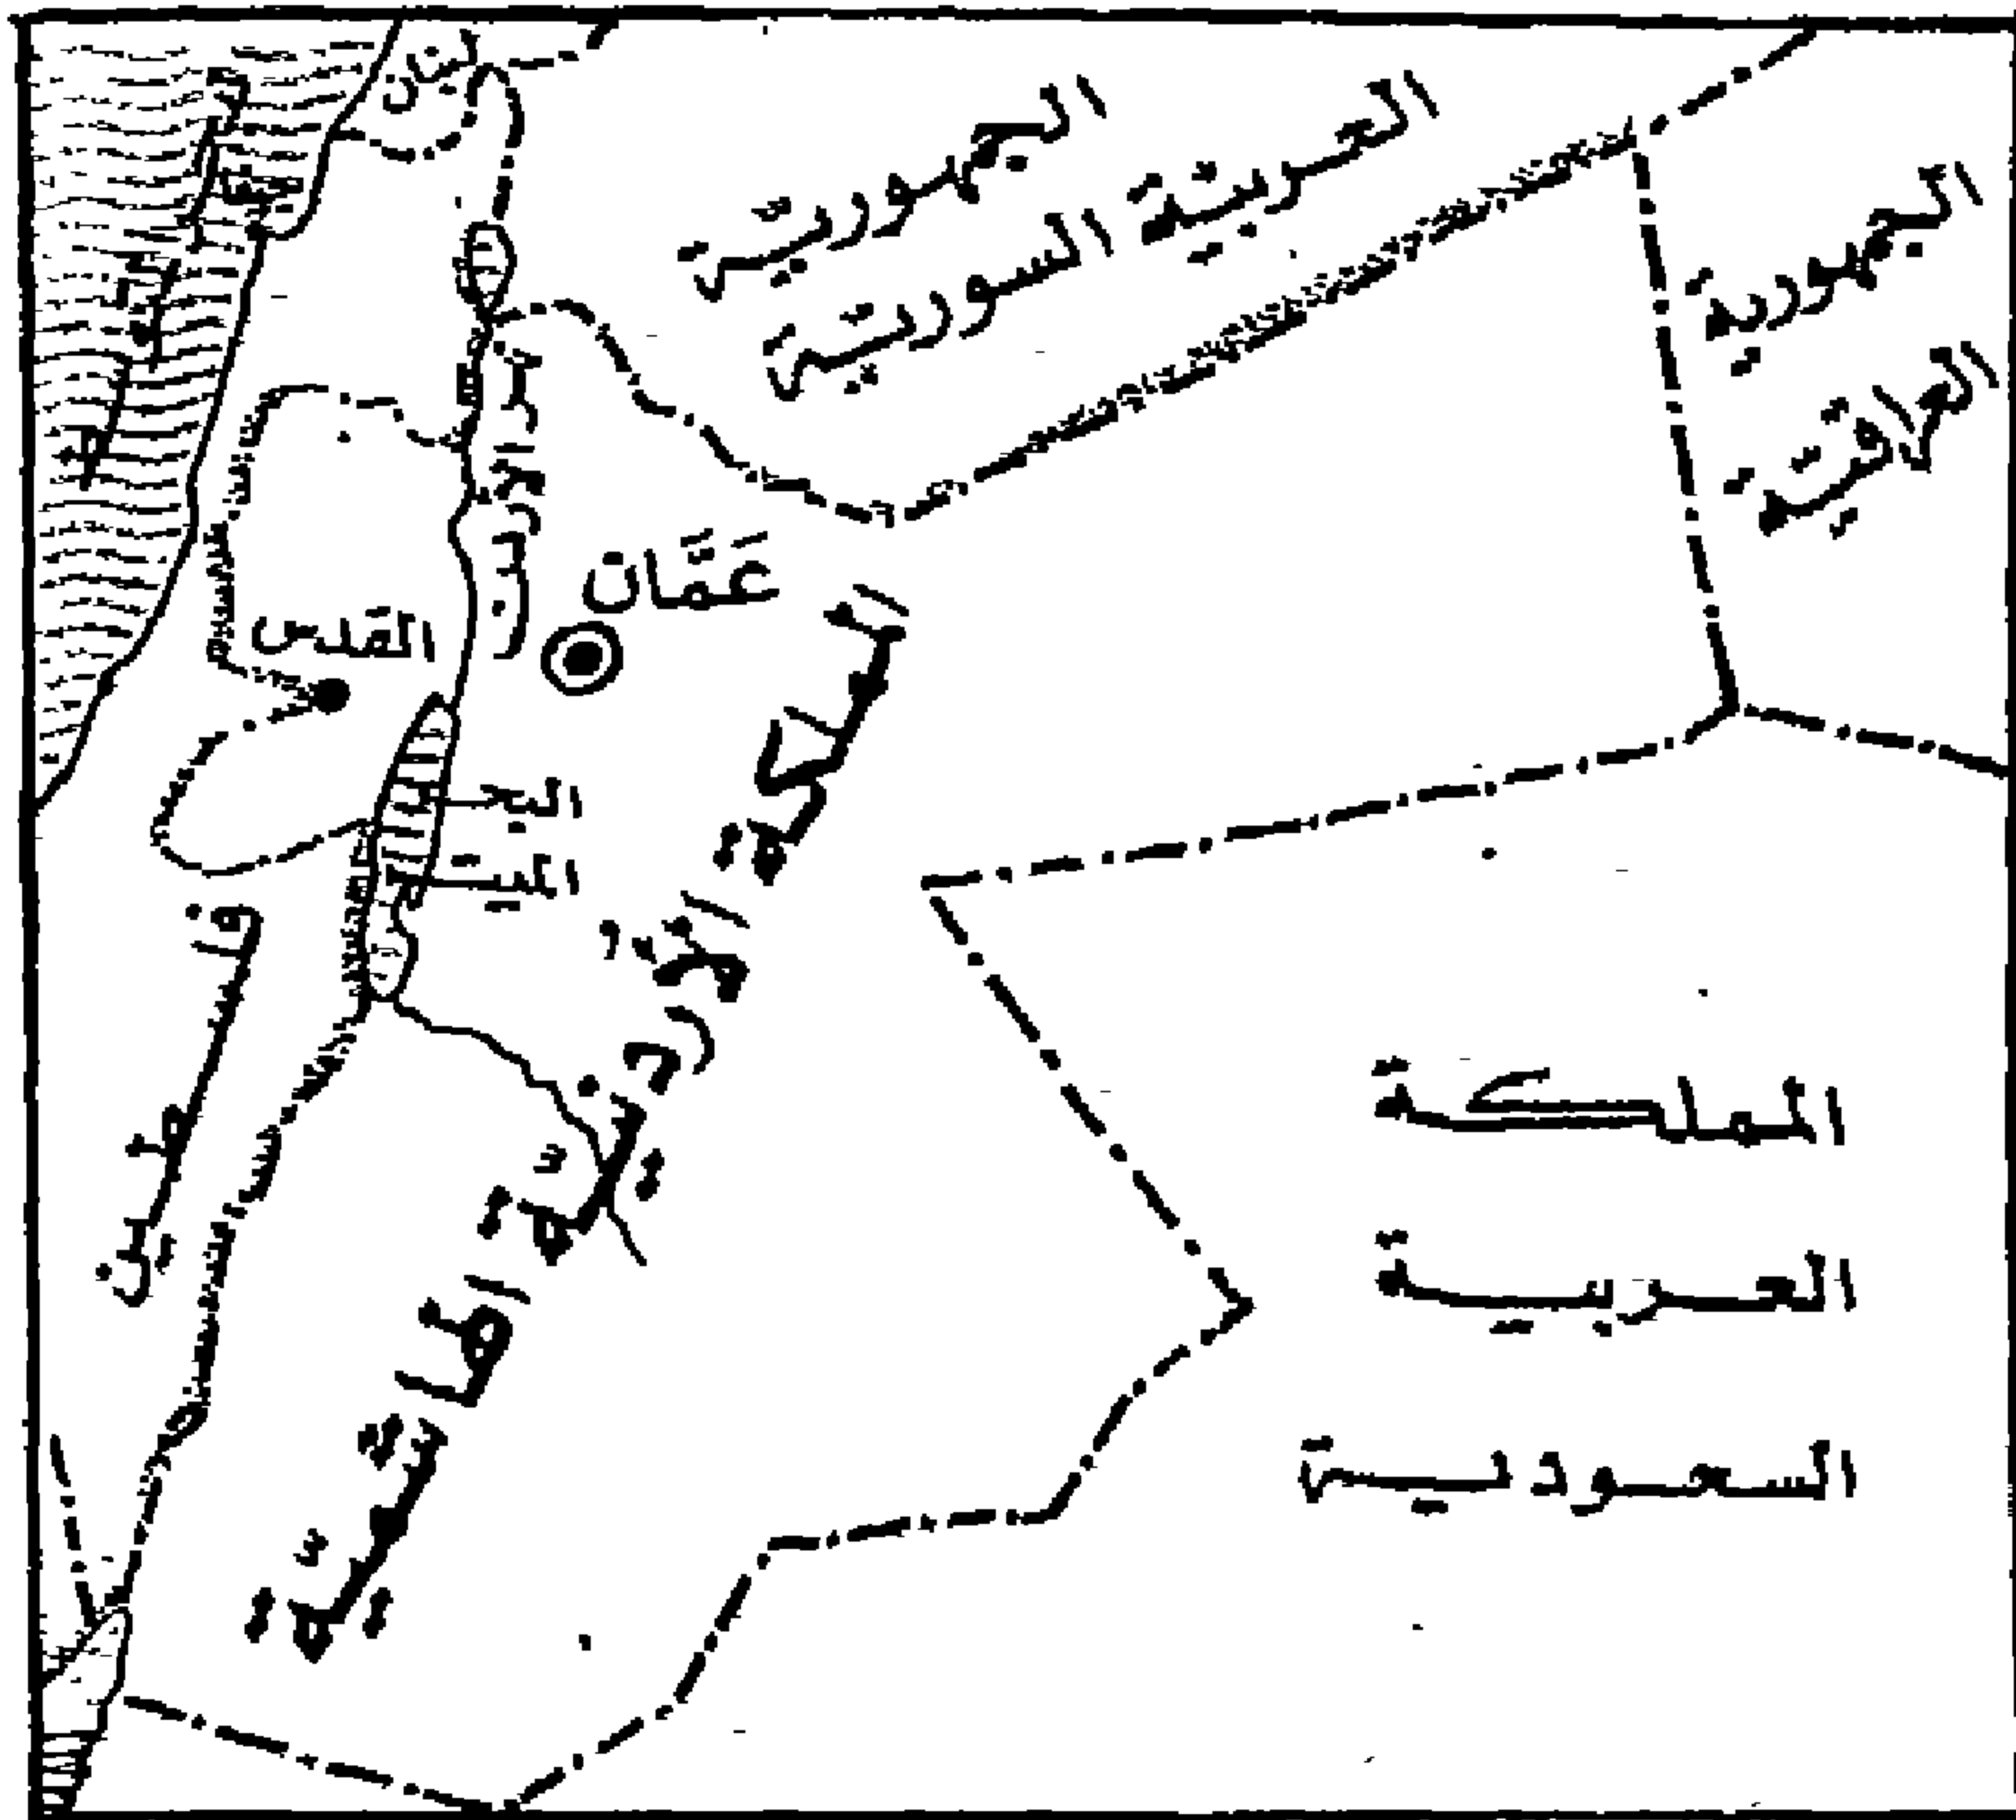 لبنان
الجمهورية العربية
السورية
الجمهورية
العراقية
نهر الأردن
عَمَّان
القدس
البحر
الميت
المملكة
الأردنية
الهاشمية
فلسطين
المملكة
العربية
السعودية